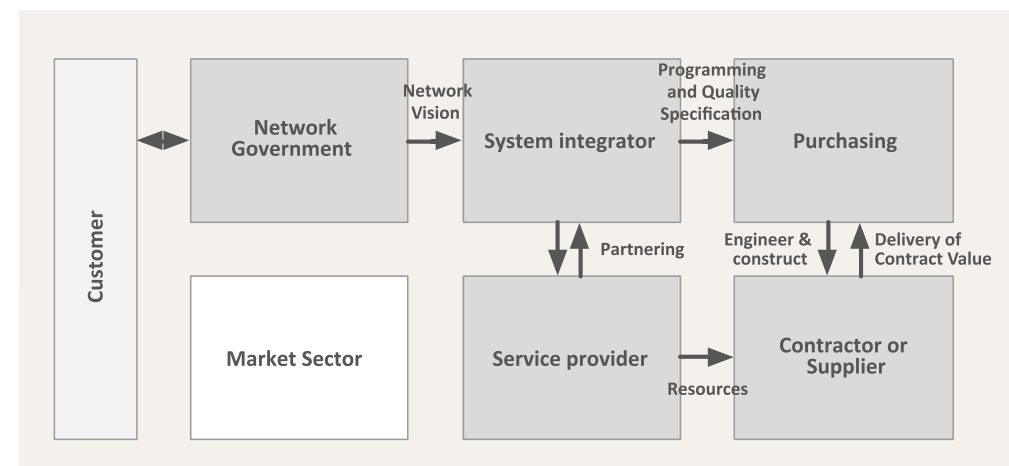 Customer
Network
Government
Network
Vision
System integrator
Programming
and Quality
Specification
Purchasing
Partnering
Engineer &
construct
Delivery of
Contract Value
Market Sector
Service provider
Resources
Contractor or
Supplier